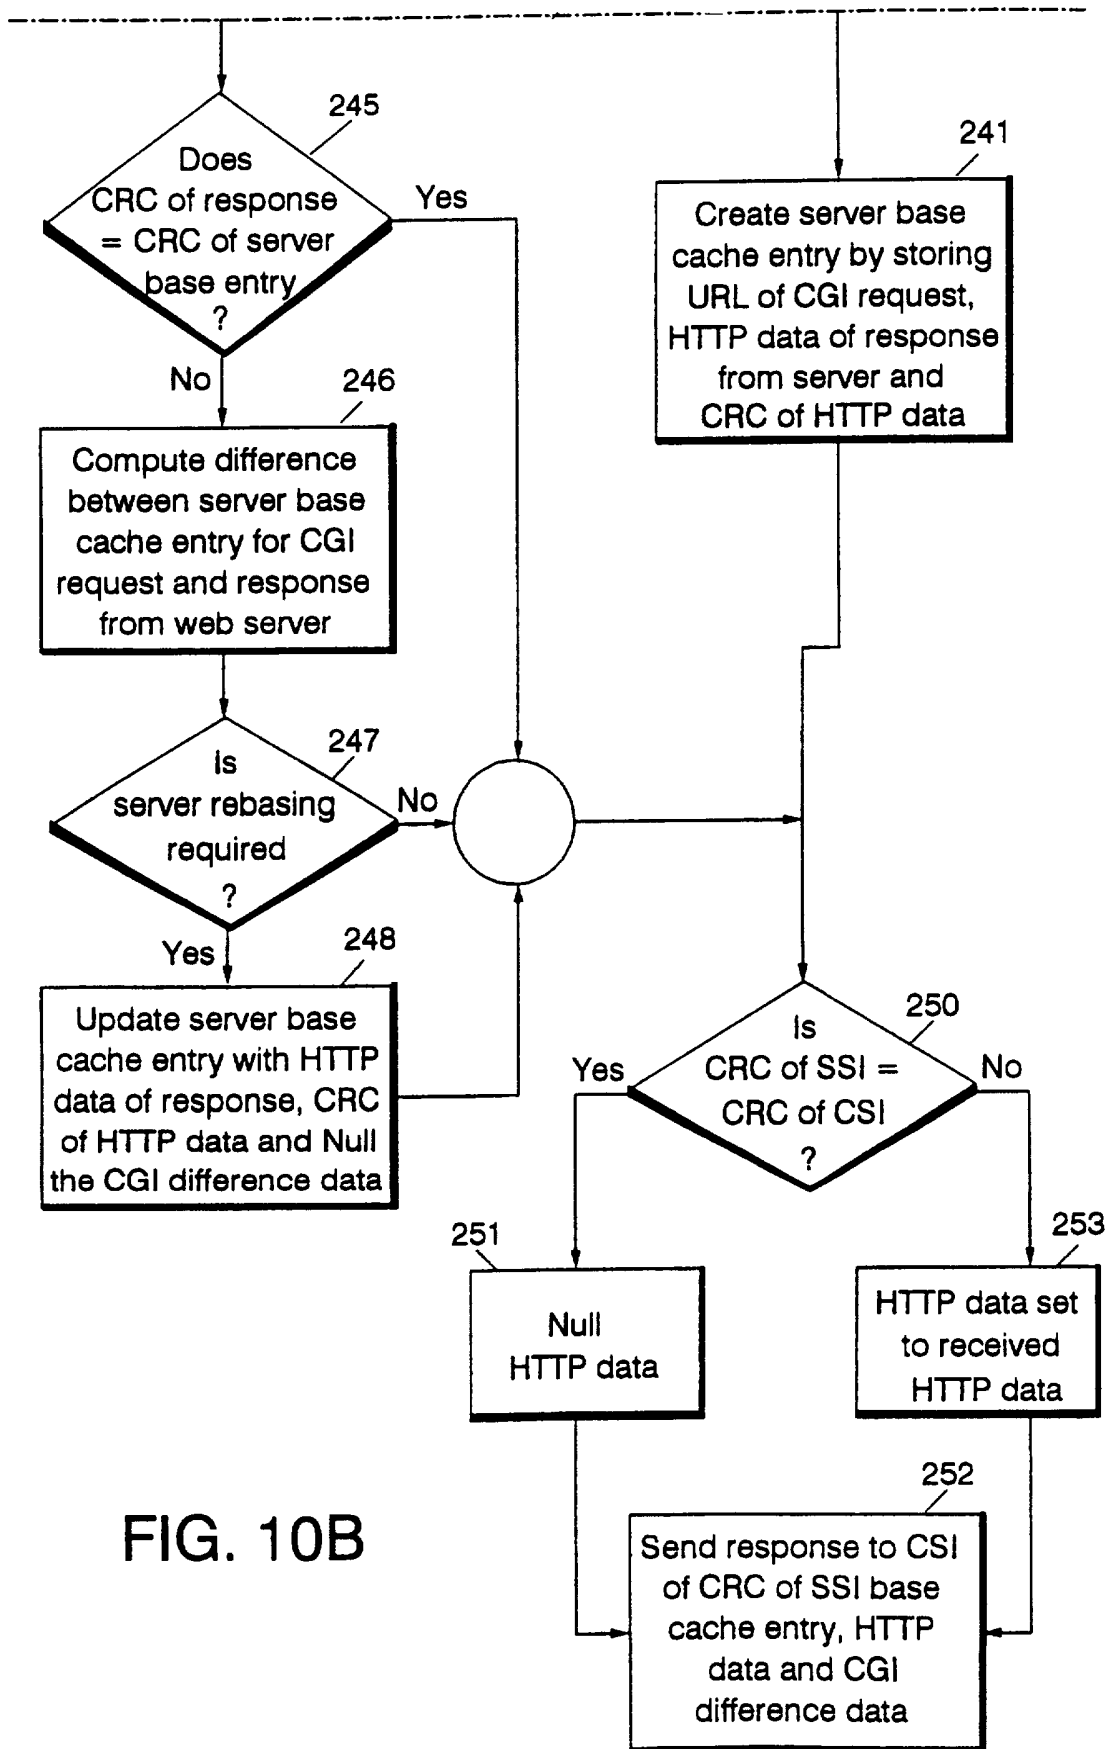 245
Does
CRC of response
= CRC of server
base entry
?
Yes
No
241
Create server base
cache entry by storing
URL of CGI request,
HTTP data of response
from server and
CRC of HTTP data
246
Compute difference
between server base
cache entry for CGI
request and response
from web server
247
Is
server rebasing
required
?
No
Yes
248
Update server base
cache entry with HTTP
data of response, CRC
of HTTP data and Null
the CGI difference data
250
Is
CRC of SSI =
CRC of CSI
?
Yes
No
251
Null
HTTP data
253
HTTP data set
to received
HTTP data
252
Send response to CSI
of CRC of SSI base
cache entry, HTTP
data and CGI
difference data
FIG. 10B